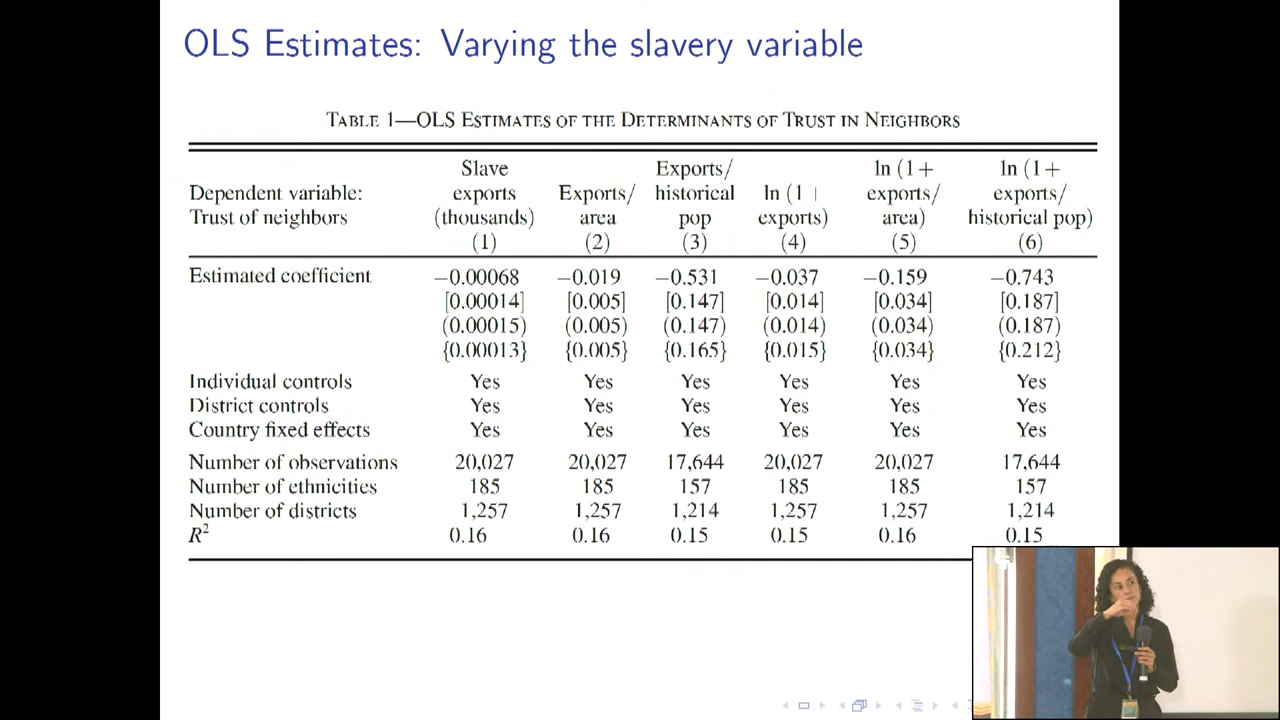 OLS Estimates: Varying the slavery variable
TABLE 1—OLS ESTIMATES OF THE DETERMINANTS OF TRUST IN NEIGHBORS
Dependent variable: Trust of neighbors
Slave exports (thousands) (1)
Exports/ area (2)
Exports/ historical pop (3)
ln (1 + exports) (4)
ln (1 + exports/ area) (5)
ln (1 + exports/ historical pop) (6)
Estimated coefficient −0.00068 −0.019 −0.531 −0.037 −0.159 −0.743
[0.00014] [0.005] [0.147] [0.014] [0.034] [0.187]
(0.00015) (0.005) (0.147) (0.014) (0.034) (0.187)
{0.00013} {0.005} {0.165} {0.015} {0.034} {0.212}
Individual controls Yes Yes Yes Yes Yes Yes
District controls Yes Yes Yes Yes Yes Yes
Country fixed effects Yes Yes Yes Yes Yes Yes
Number of observations 20,027 20,027 17,644 20,027 20,027 17,644
Number of ethnicities 185 185 157 185 185 157
Number of districts 1,257 1,257 1,214 1,257 1,257 1,214
R² 0.16 0.16 0.15 0.15 0.16 0.15